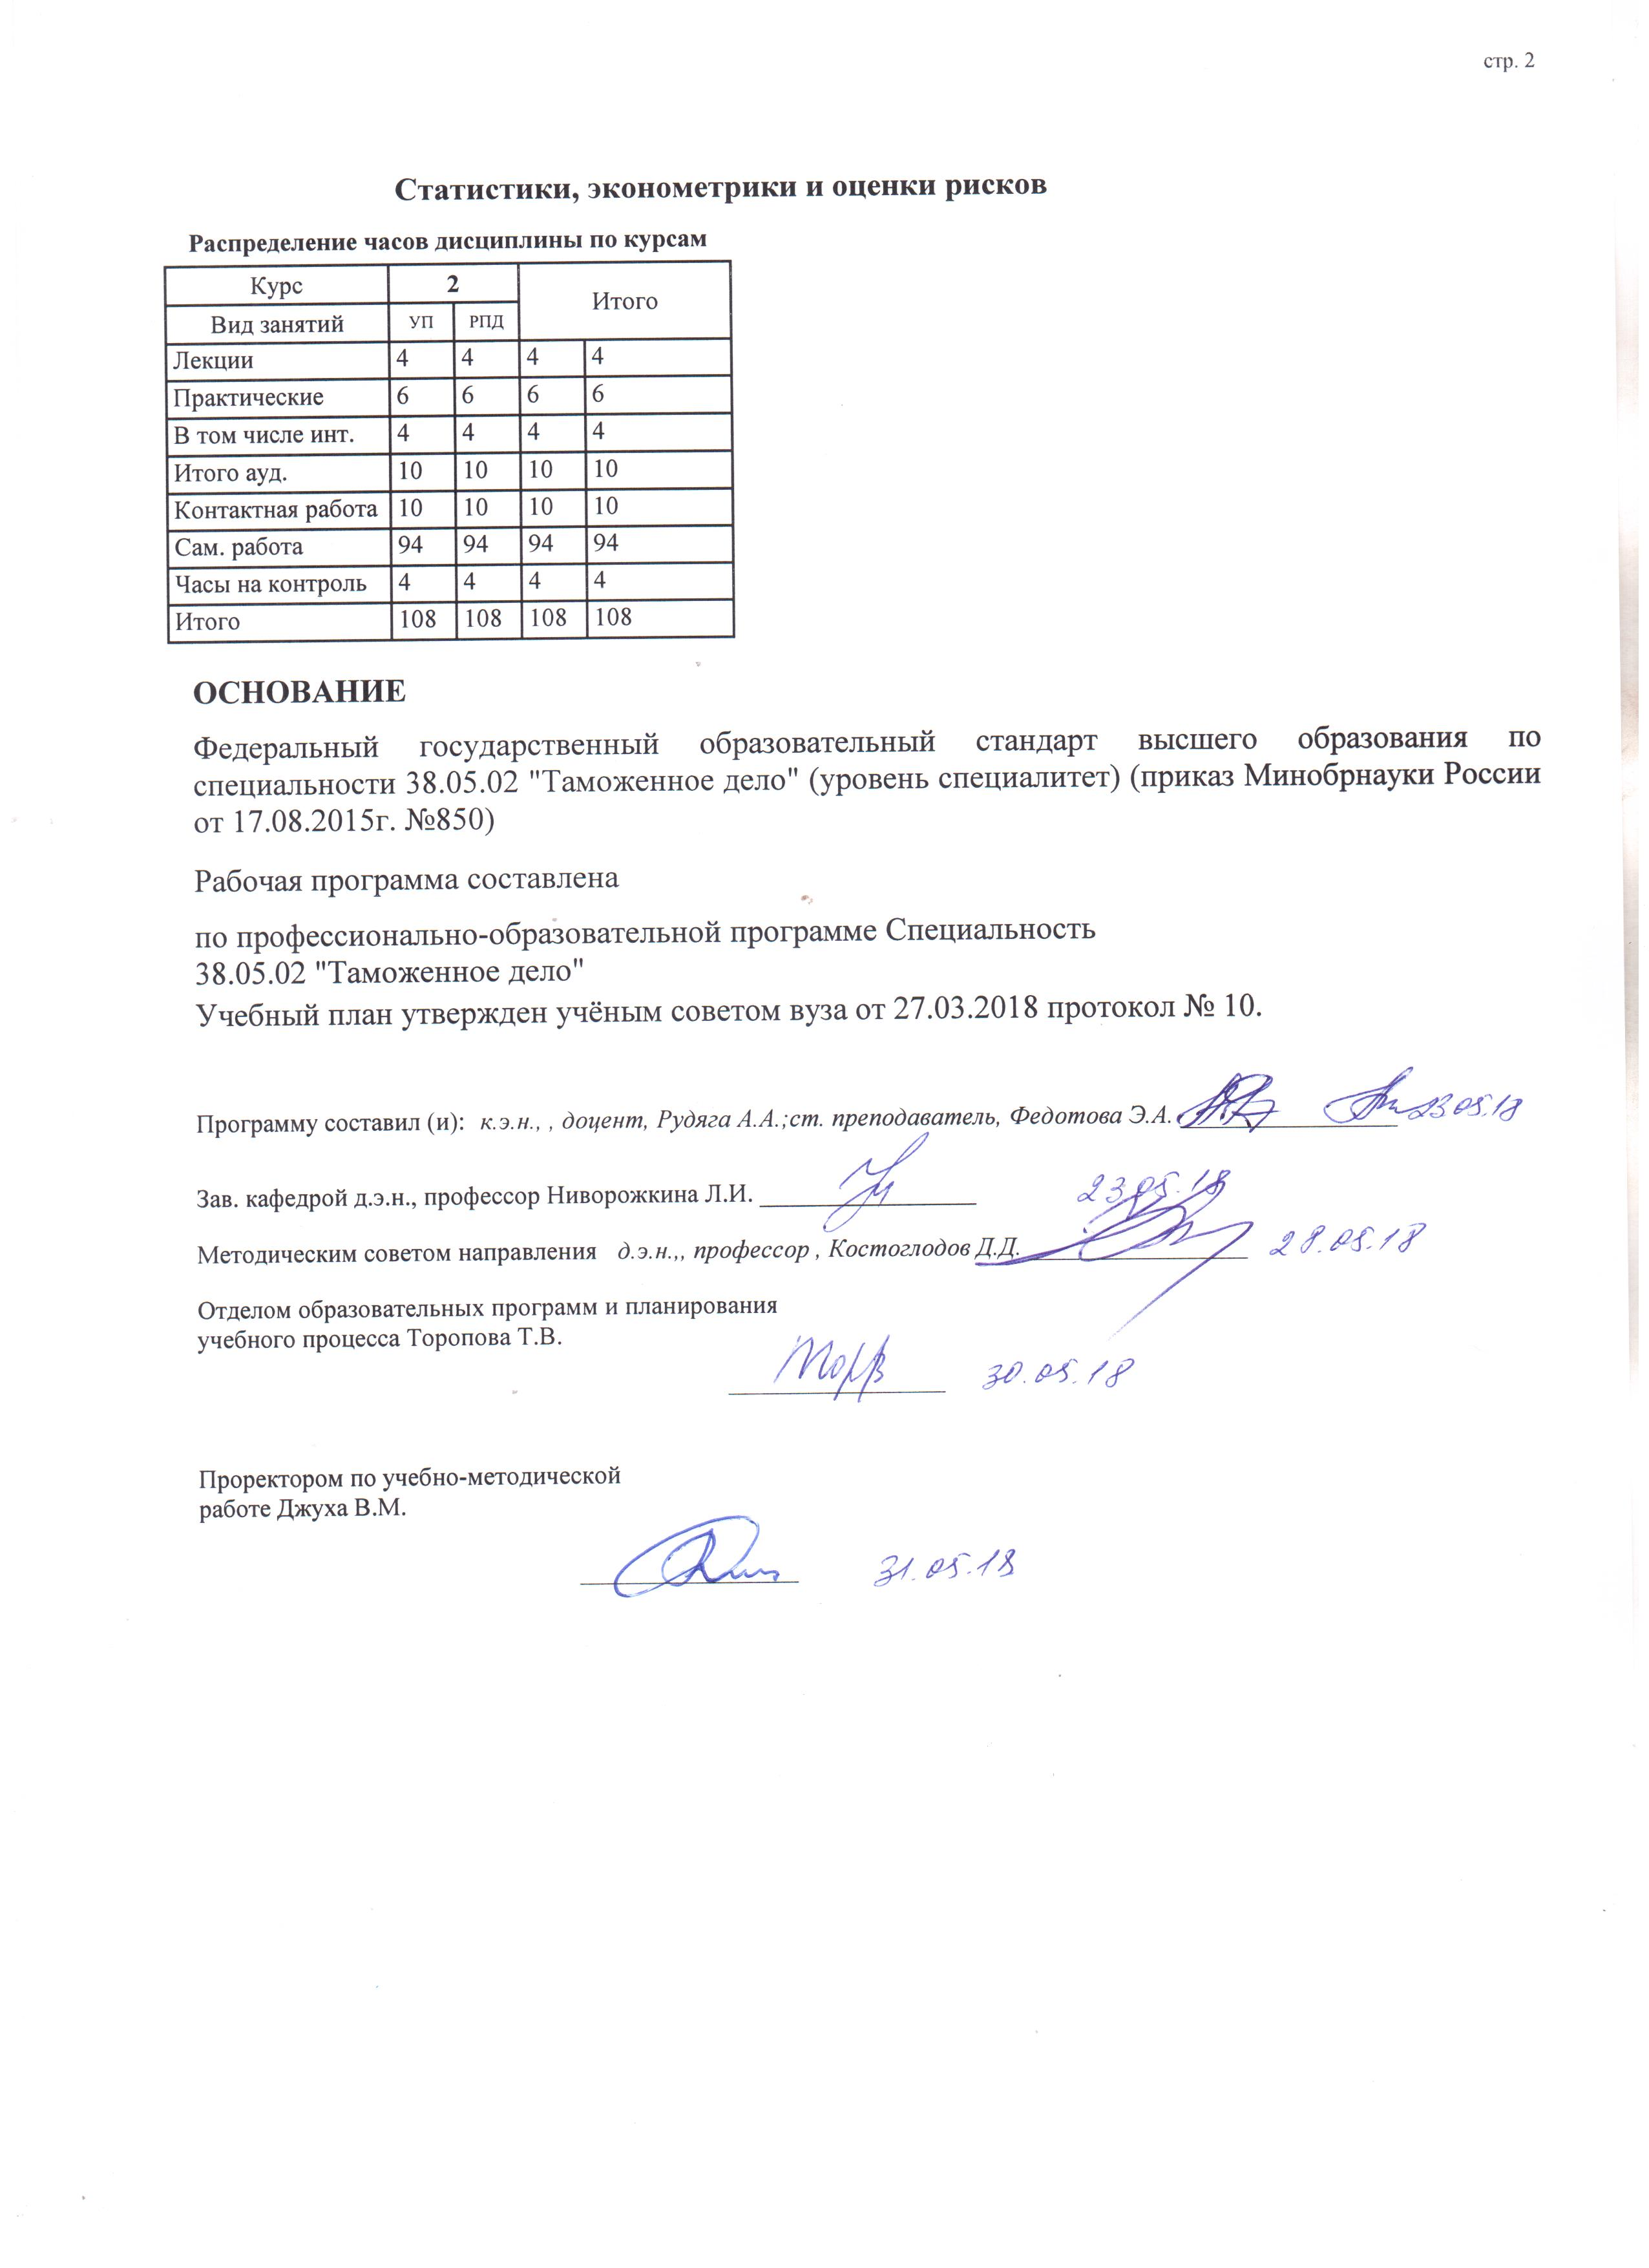 стр. 2
Статистики, эконометрики и оценки рисков
Распределение часов дисциплины по курсам
Курс 2 Итого
Вид занятий УП РПД
Лекции 4 4 4 4
Практические 6 6 6 6
В том числе инт. 4 4 4 4
Итого ауд. 10 10 10 10
Контактная работа 10 10 10 10
Сам. работа 94 94 94 94
Часы на контроль 4 4 4 4
Итого 108 108 108 108
ОСНОВАНИЕ
Федеральный государственный образовательный стандарт высшего образования по
специальности 38.05.02 "Таможенное дело" (уровень специалитет) (приказ Минобрнауки России
от 17.08.2015г. №850)
Рабочая программа составлена
по профессионально-образовательной программе Специальность
38.05.02 "Таможенное дело"
Учебный план утвержден учёным советом вуза от 27.03.2018 протокол № 10.
Программу составил (и): к.э.н., , доцент, Рудяга А.А.;ст. преподаватель, Федотова Э.А. 23.05.18
Зав. кафедрой д.э.н., профессор Ниворожкина Л.И. 23.05.18
Методическим советом направления д.э.н.,, профессор , Костоглодов Д.Д. 28.05.18
Отделом образовательных программ и планирования
учебного процесса Торопова Т.В.
30.05.18
Проректором по учебно-методической
работе Джуха В.М.
31.05.18